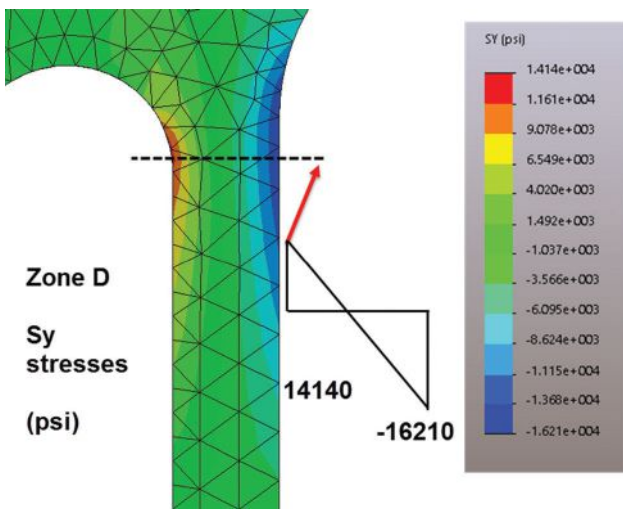 Zone D
Sy
stresses
(psi)
14140
-16210
SY (psi)
1.414e+004
1.161e+004
9.078e+003
6.549e+003
4.020e+003
1.492e+003
-1.037e+003
-3.566e+003
-6.095e+003
-8.624e+003
-1.115e+004
-1.368e+004
-1.621e+004